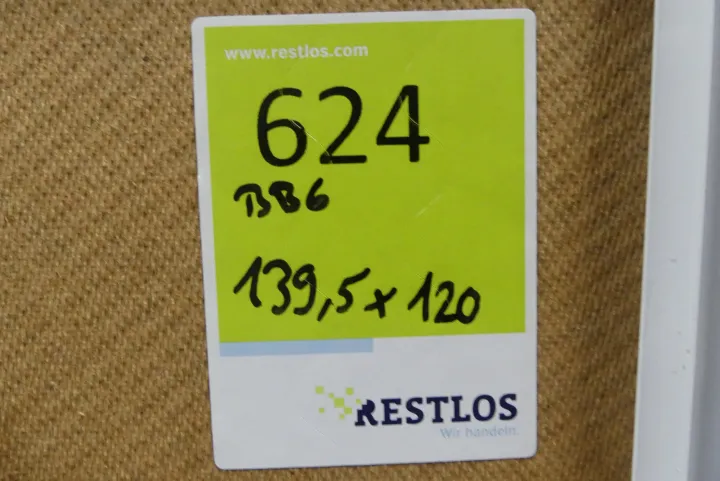 www.restlos.com
624
BB6
139,5 x 120
RESTLOS
Wir handeln.